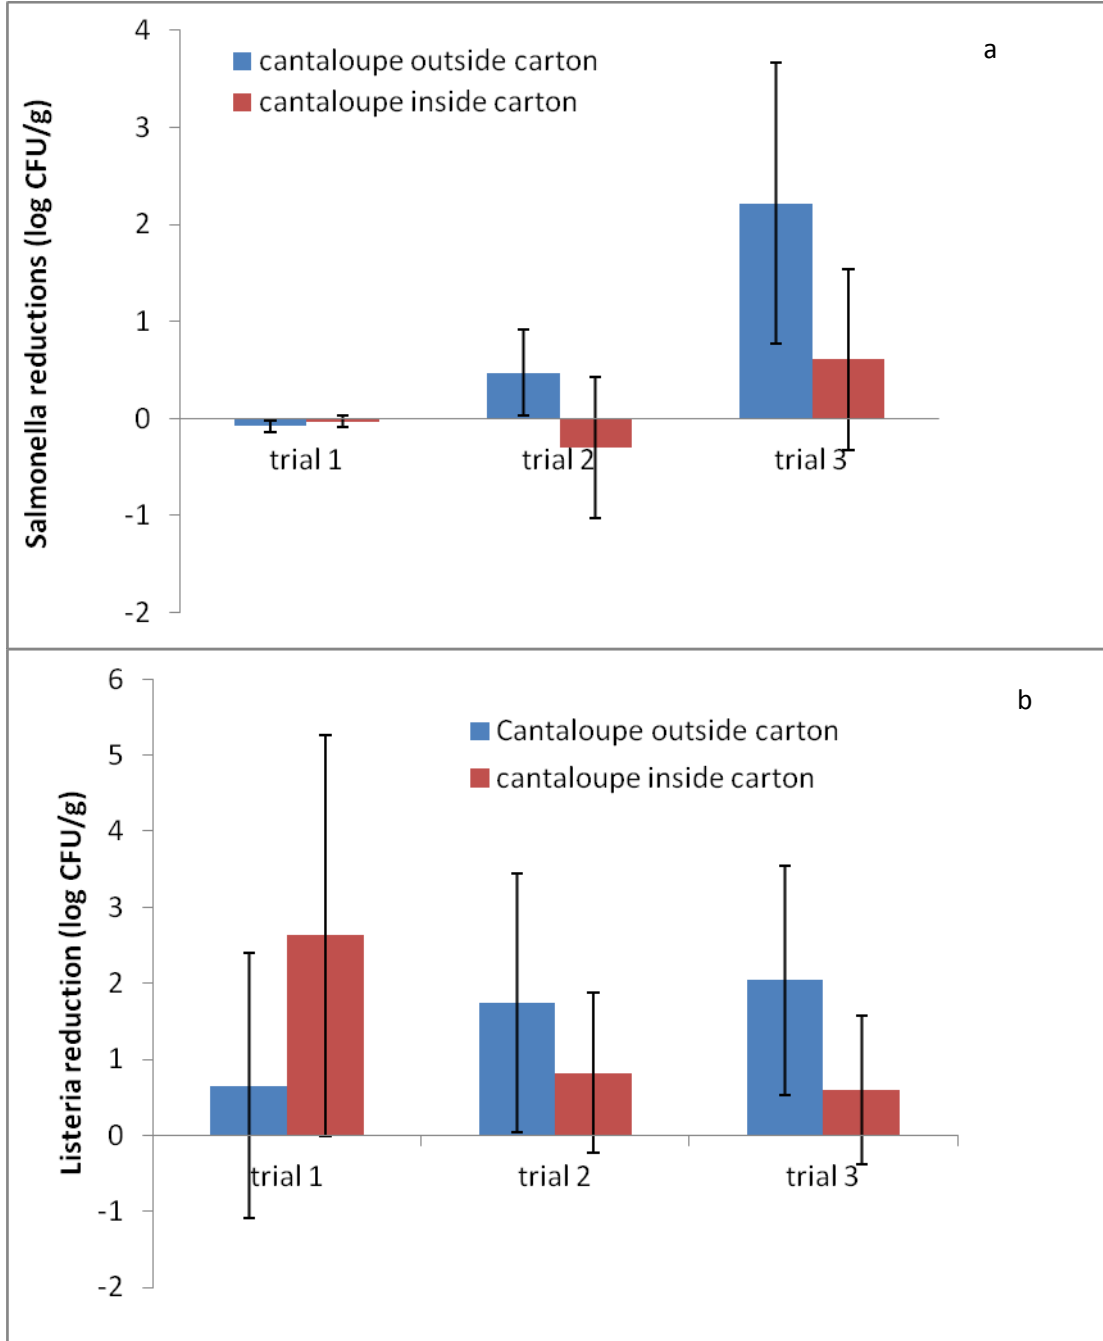 a
cantaloupe outside carton
cantaloupe inside carton
Salmonella reductions (log CFU/g)
4
3
2
1
0
-1
-2
trial 1
trial 2
trial 3
b
Cantaloupe outside carton
cantaloupe inside carton
Listeria reduction (log CFU/g)
6
5
4
3
2
1
0
-1
-2
trial 1
trial 2
trial 3